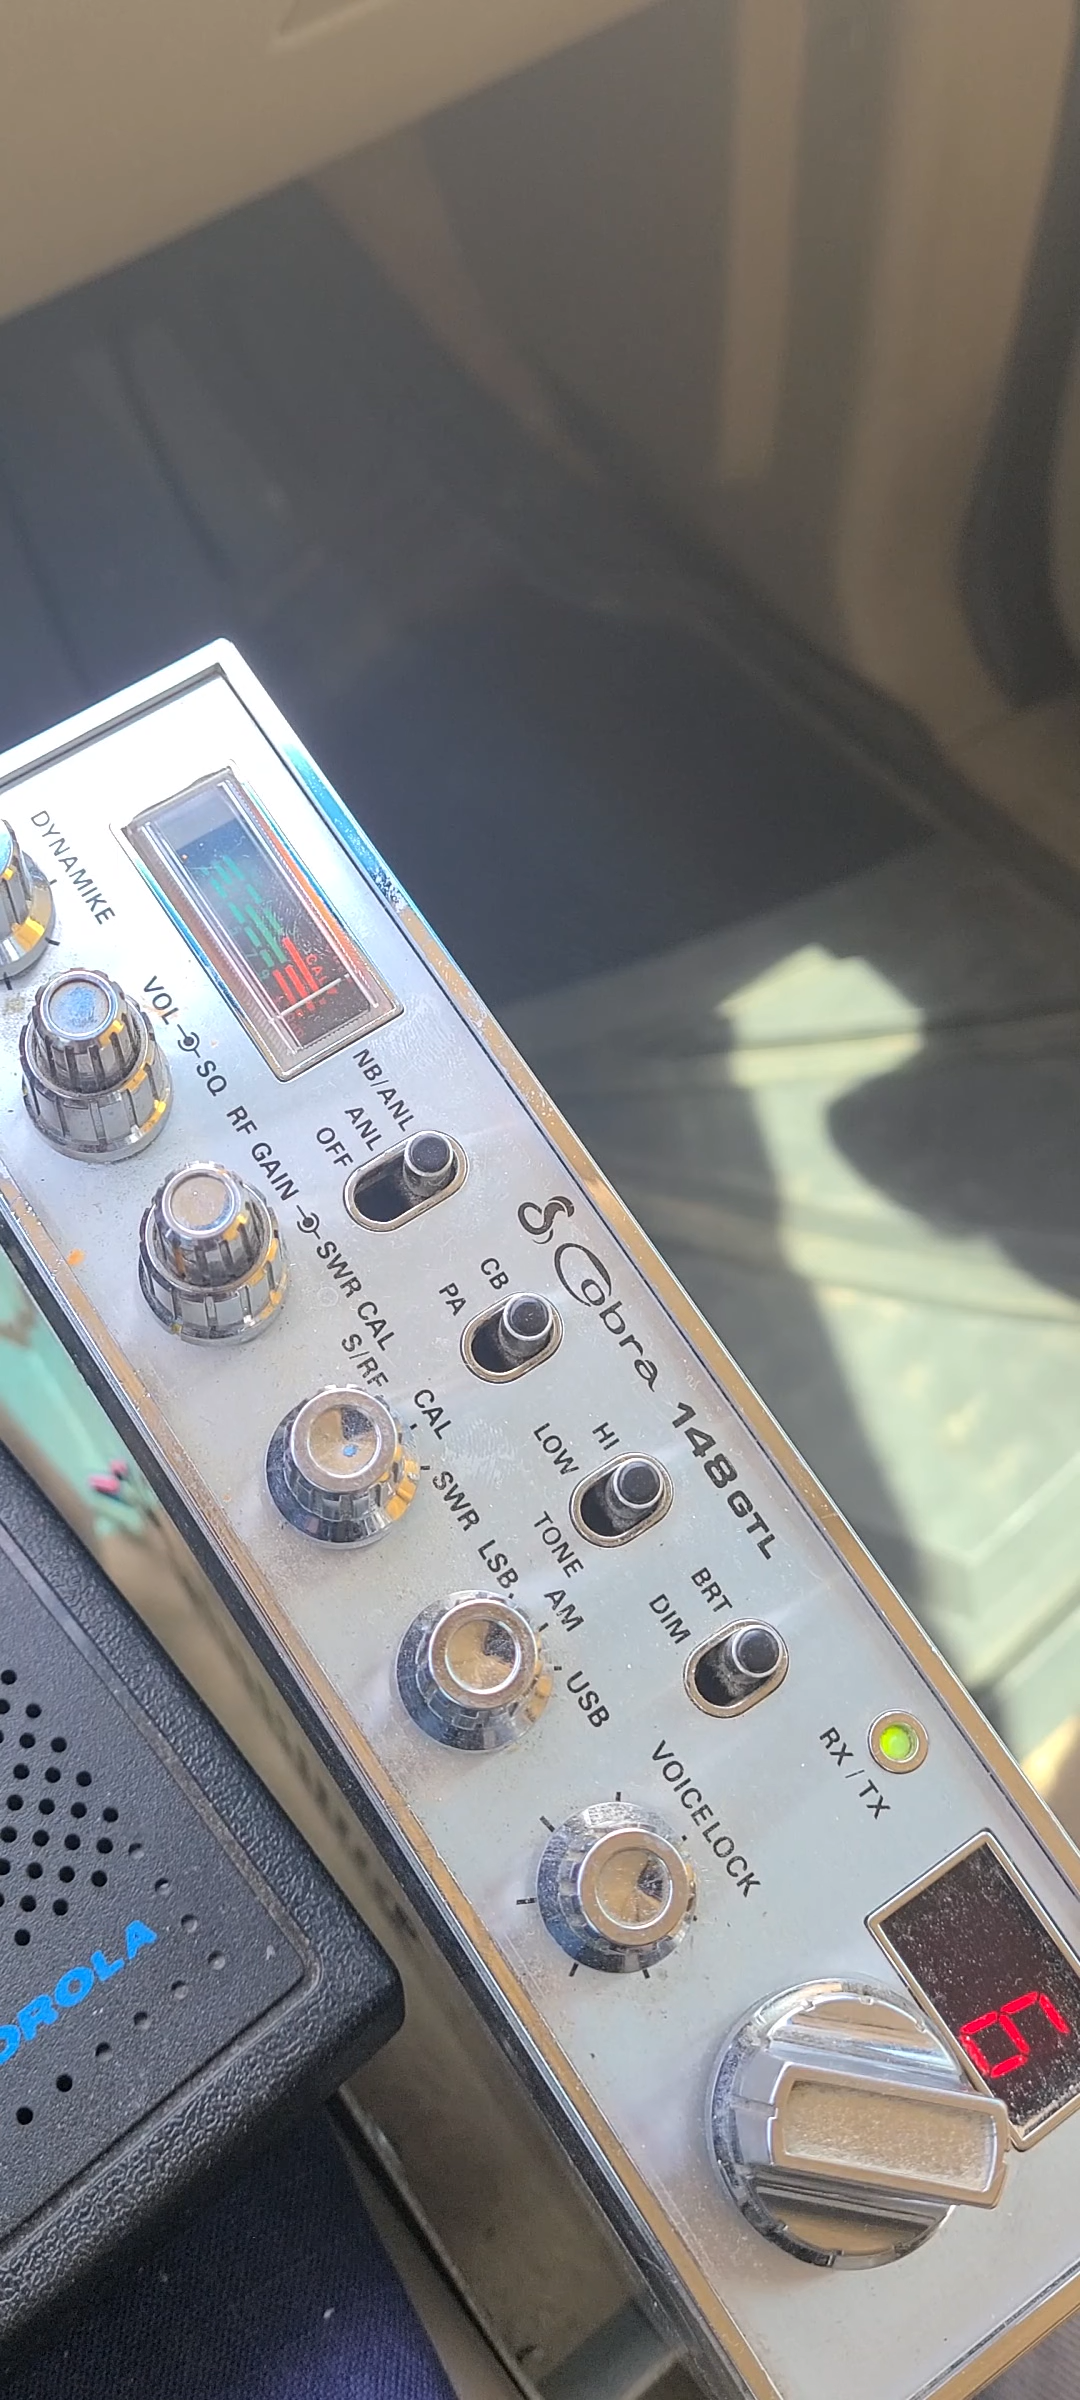 DYNAMIKE
VOL
SQ
RF GAIN
SWR CAL
S/RF
CAL
SWR
LSB
AM
USB
VOICELOCK
NB/ANL
ANL
OFF
CB
PA
HI
LOW
TONE
BRT
DIM
RX / TX
Cobra 148GTL
CAL
6
OROLA